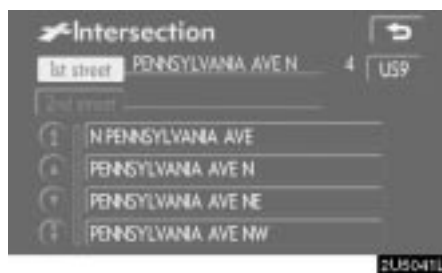 Intersection
1st street PENNSYLVANIA AVE N 4 US9
2nd street
N PENNSYLVANIA AVE
PENNSYLVANIA AVE N
PENNSYLVANIA AVE NE
PENNSYLVANIA AVE NW
2U5041L